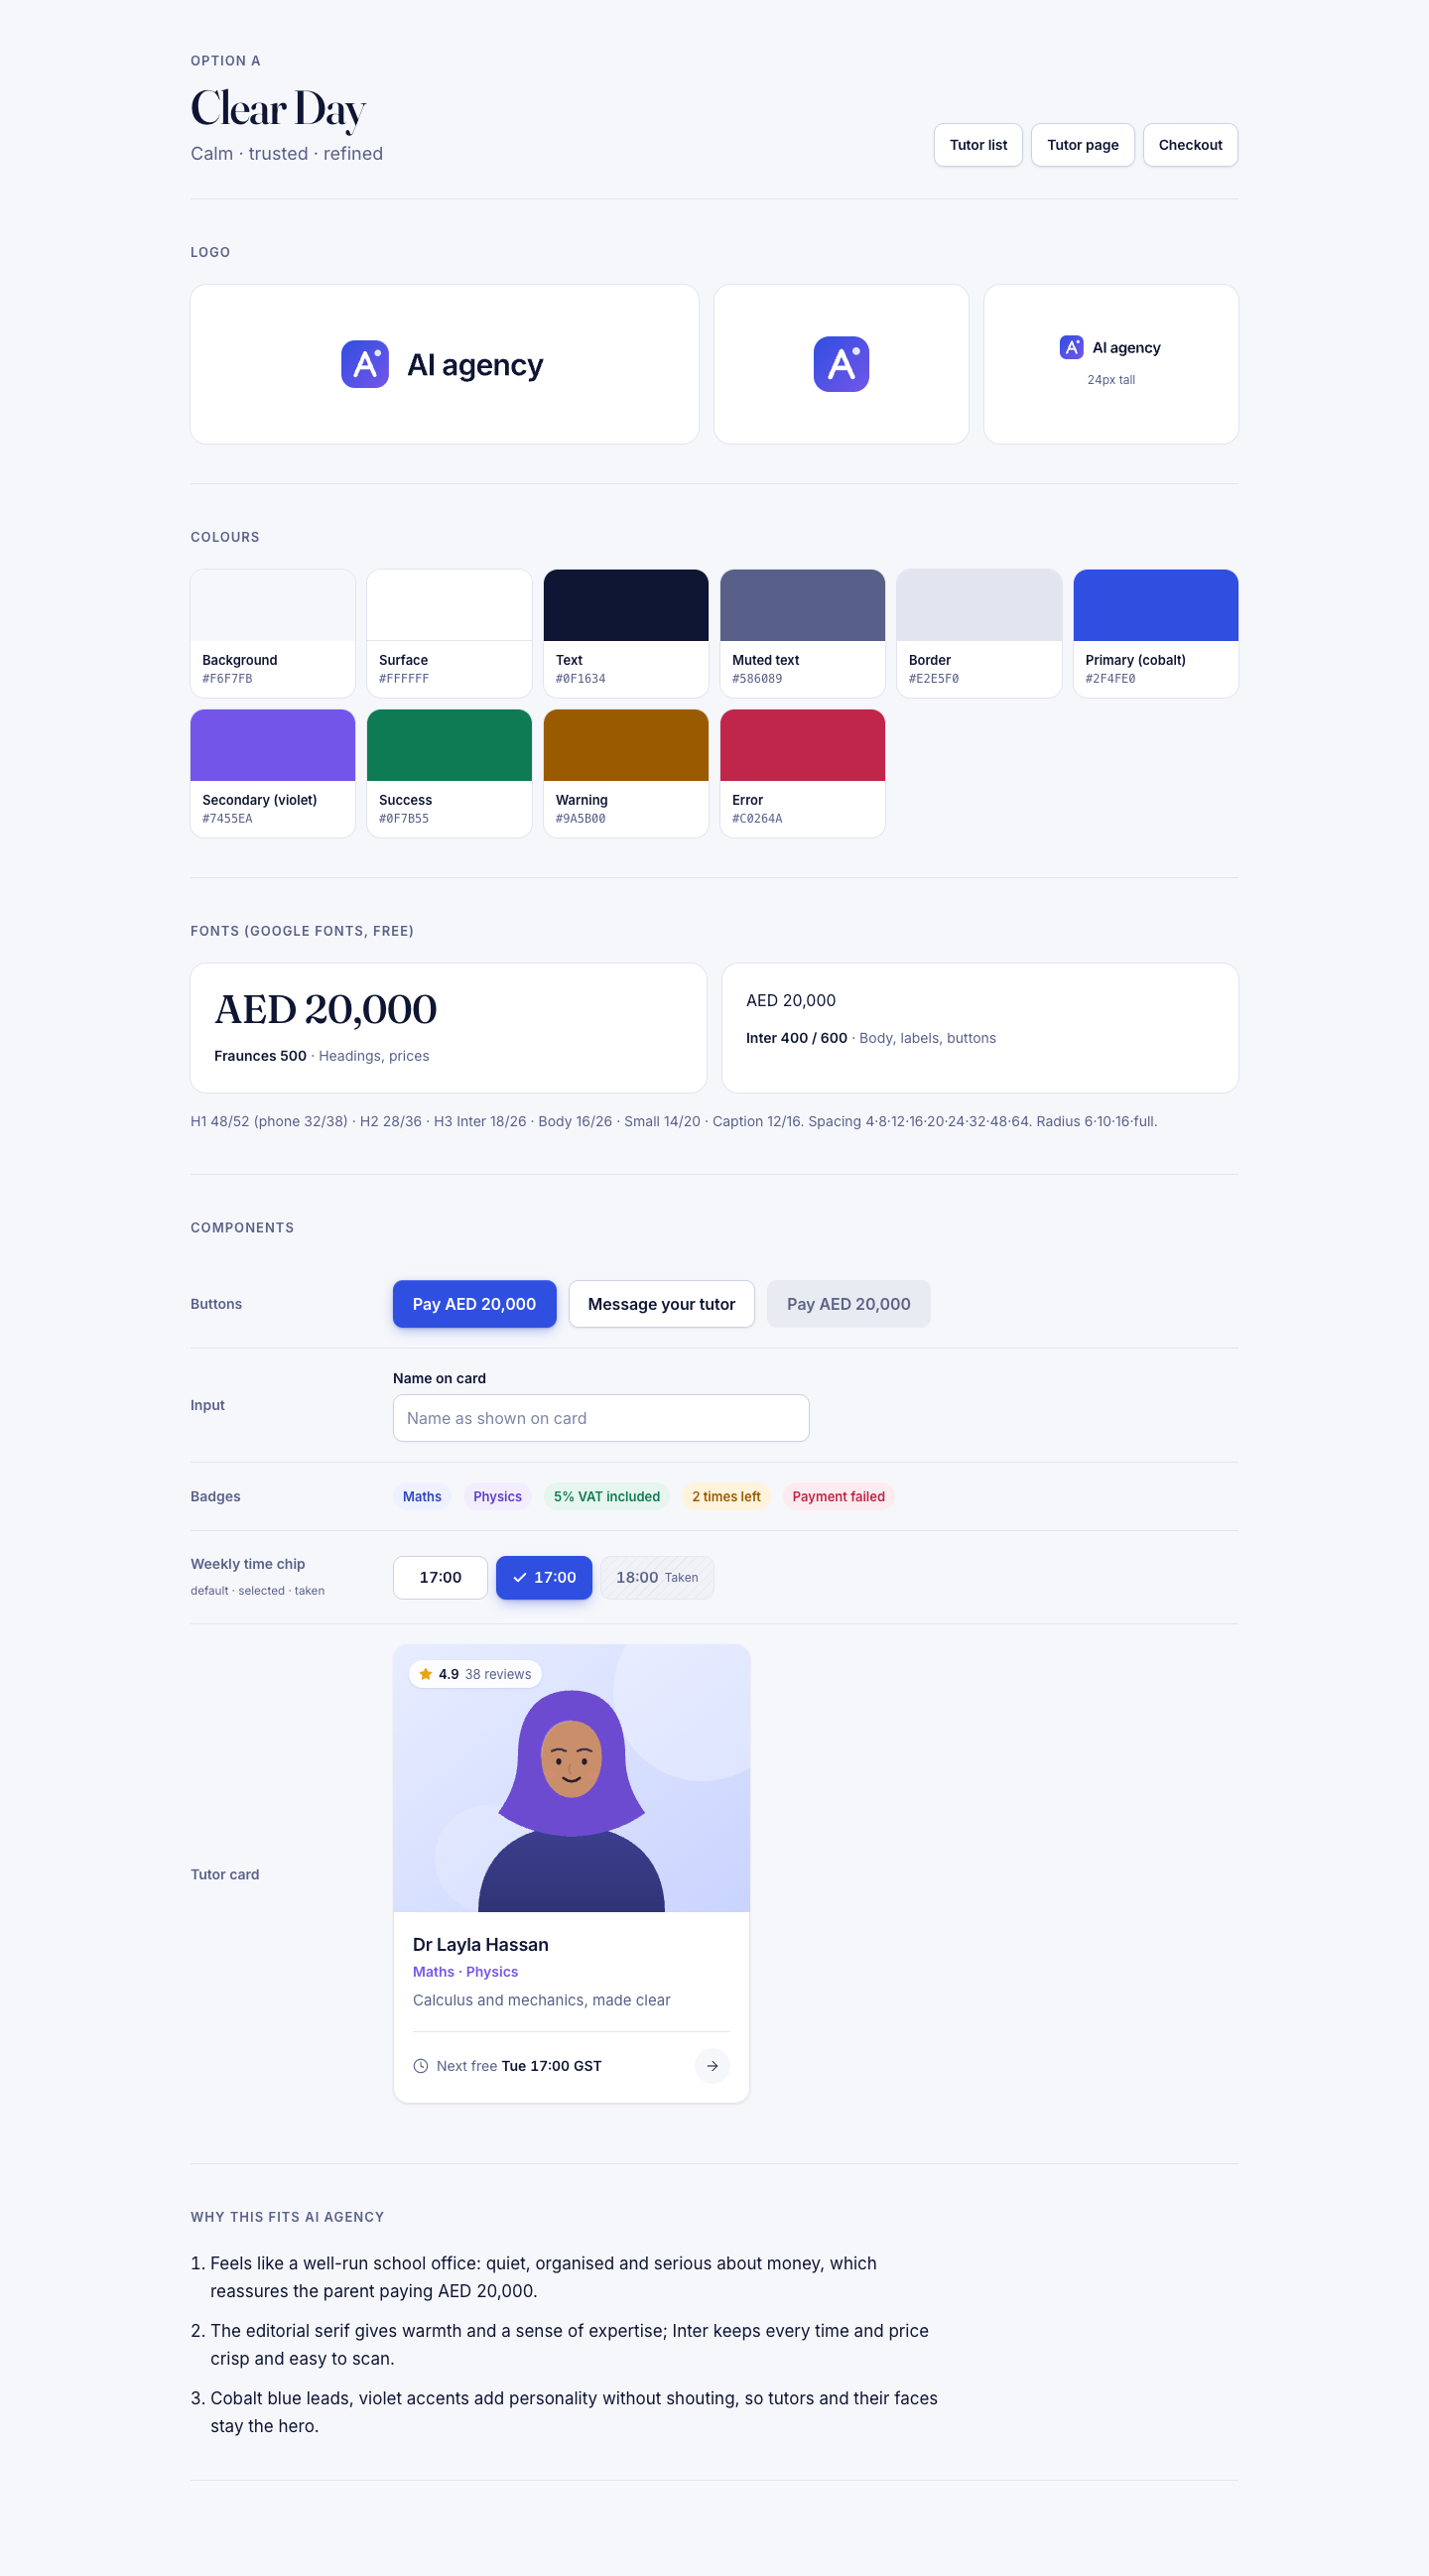 OPTION A
Clear Day
Calm · trusted · refined
Tutor list
Tutor page
Checkout
LOGO
A
AI agency
A
A
AI agency
24px tall
COLOURS
Background
#F6F7FB
Surface
#FFFFFF
Text
#0F1634
Muted text
#586089
Border
#E2E5F0
Primary (cobalt)
#2F4FE0
Secondary (violet)
#7455EA
Success
#0F7B55
Warning
#9A5B00
Error
#C0264A
FONTS (GOOGLE FONTS, FREE)
AED 20,000
Fraunces 500 · Headings, prices
AED 20,000
Inter 400 / 600 · Body, labels, buttons
H1 48/52 (phone 32/38) · H2 28/36 · H3 Inter 18/26 · Body 16/26 · Small 14/20 · Caption 12/16. Spacing 4·8·12·16·20·24·32·48·64. Radius 6·10·16·full.
COMPONENTS
Buttons
Pay AED 20,000
Message your tutor
Pay AED 20,000
Input
Name on card
Name as shown on card
Badges
Maths
Physics
5% VAT included
2 times left
Payment failed
Weekly time chip
default · selected · taken
17:00
17:00
18:00 Taken
Tutor card
4.9 38 reviews
Dr Layla Hassan
Maths · Physics
Calculus and mechanics, made clear
Next free Tue 17:00 GST
WHY THIS FITS AI AGENCY
1. Feels like a well-run school office: quiet, organised and serious about money, which
reassures the parent paying AED 20,000.
2. The editorial serif gives warmth and a sense of expertise; Inter keeps every time and price
crisp and easy to scan.
3. Cobalt blue leads, violet accents add personality without shouting, so tutors and their faces
stay the hero.